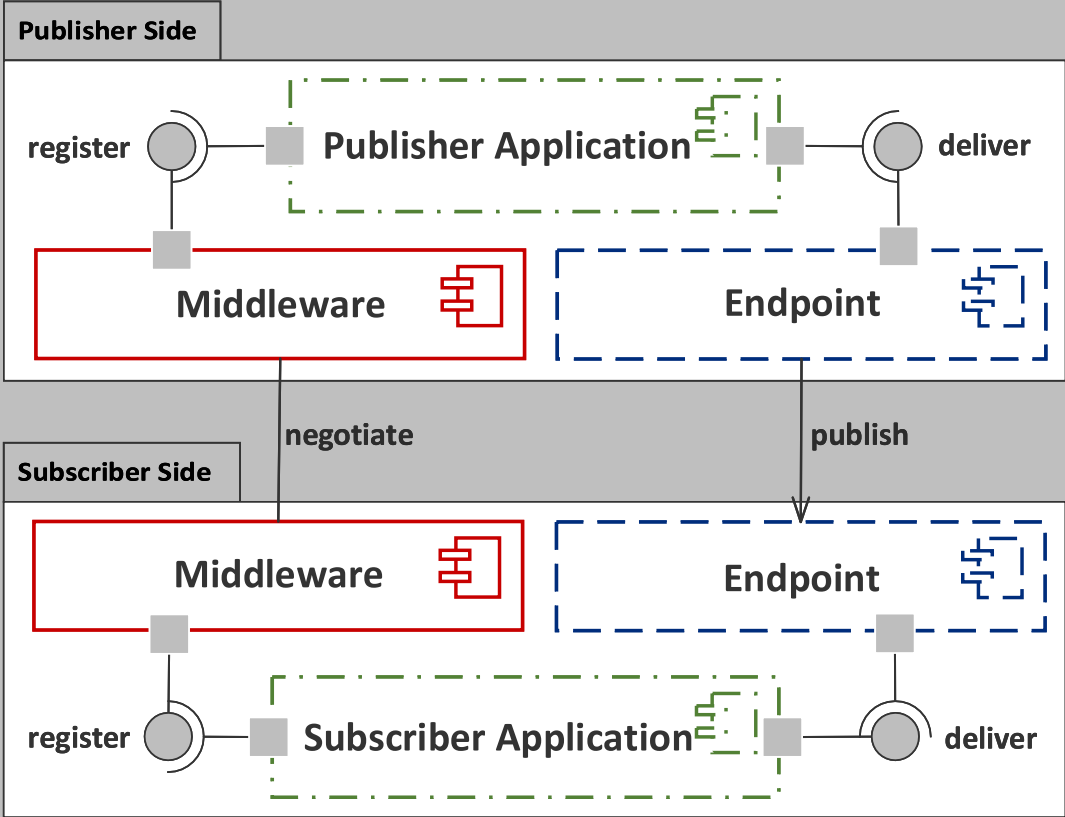 Publisher Side
register
Publisher Application
deliver
Middleware
Endpoint
negotiate
publish
Subscriber Side
Middleware
Endpoint
register
Subscriber Application
deliver